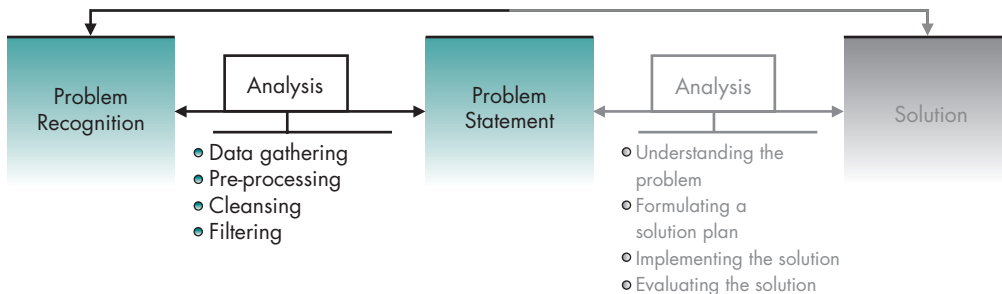 Problem
Recognition
Analysis
Data gathering
Pre-processing
Cleansing
Filtering
Problem
Statement
Analysis
Understanding the
problem
Formulating a
solution plan
Implementing the solution
Evaluating the solution
Solution